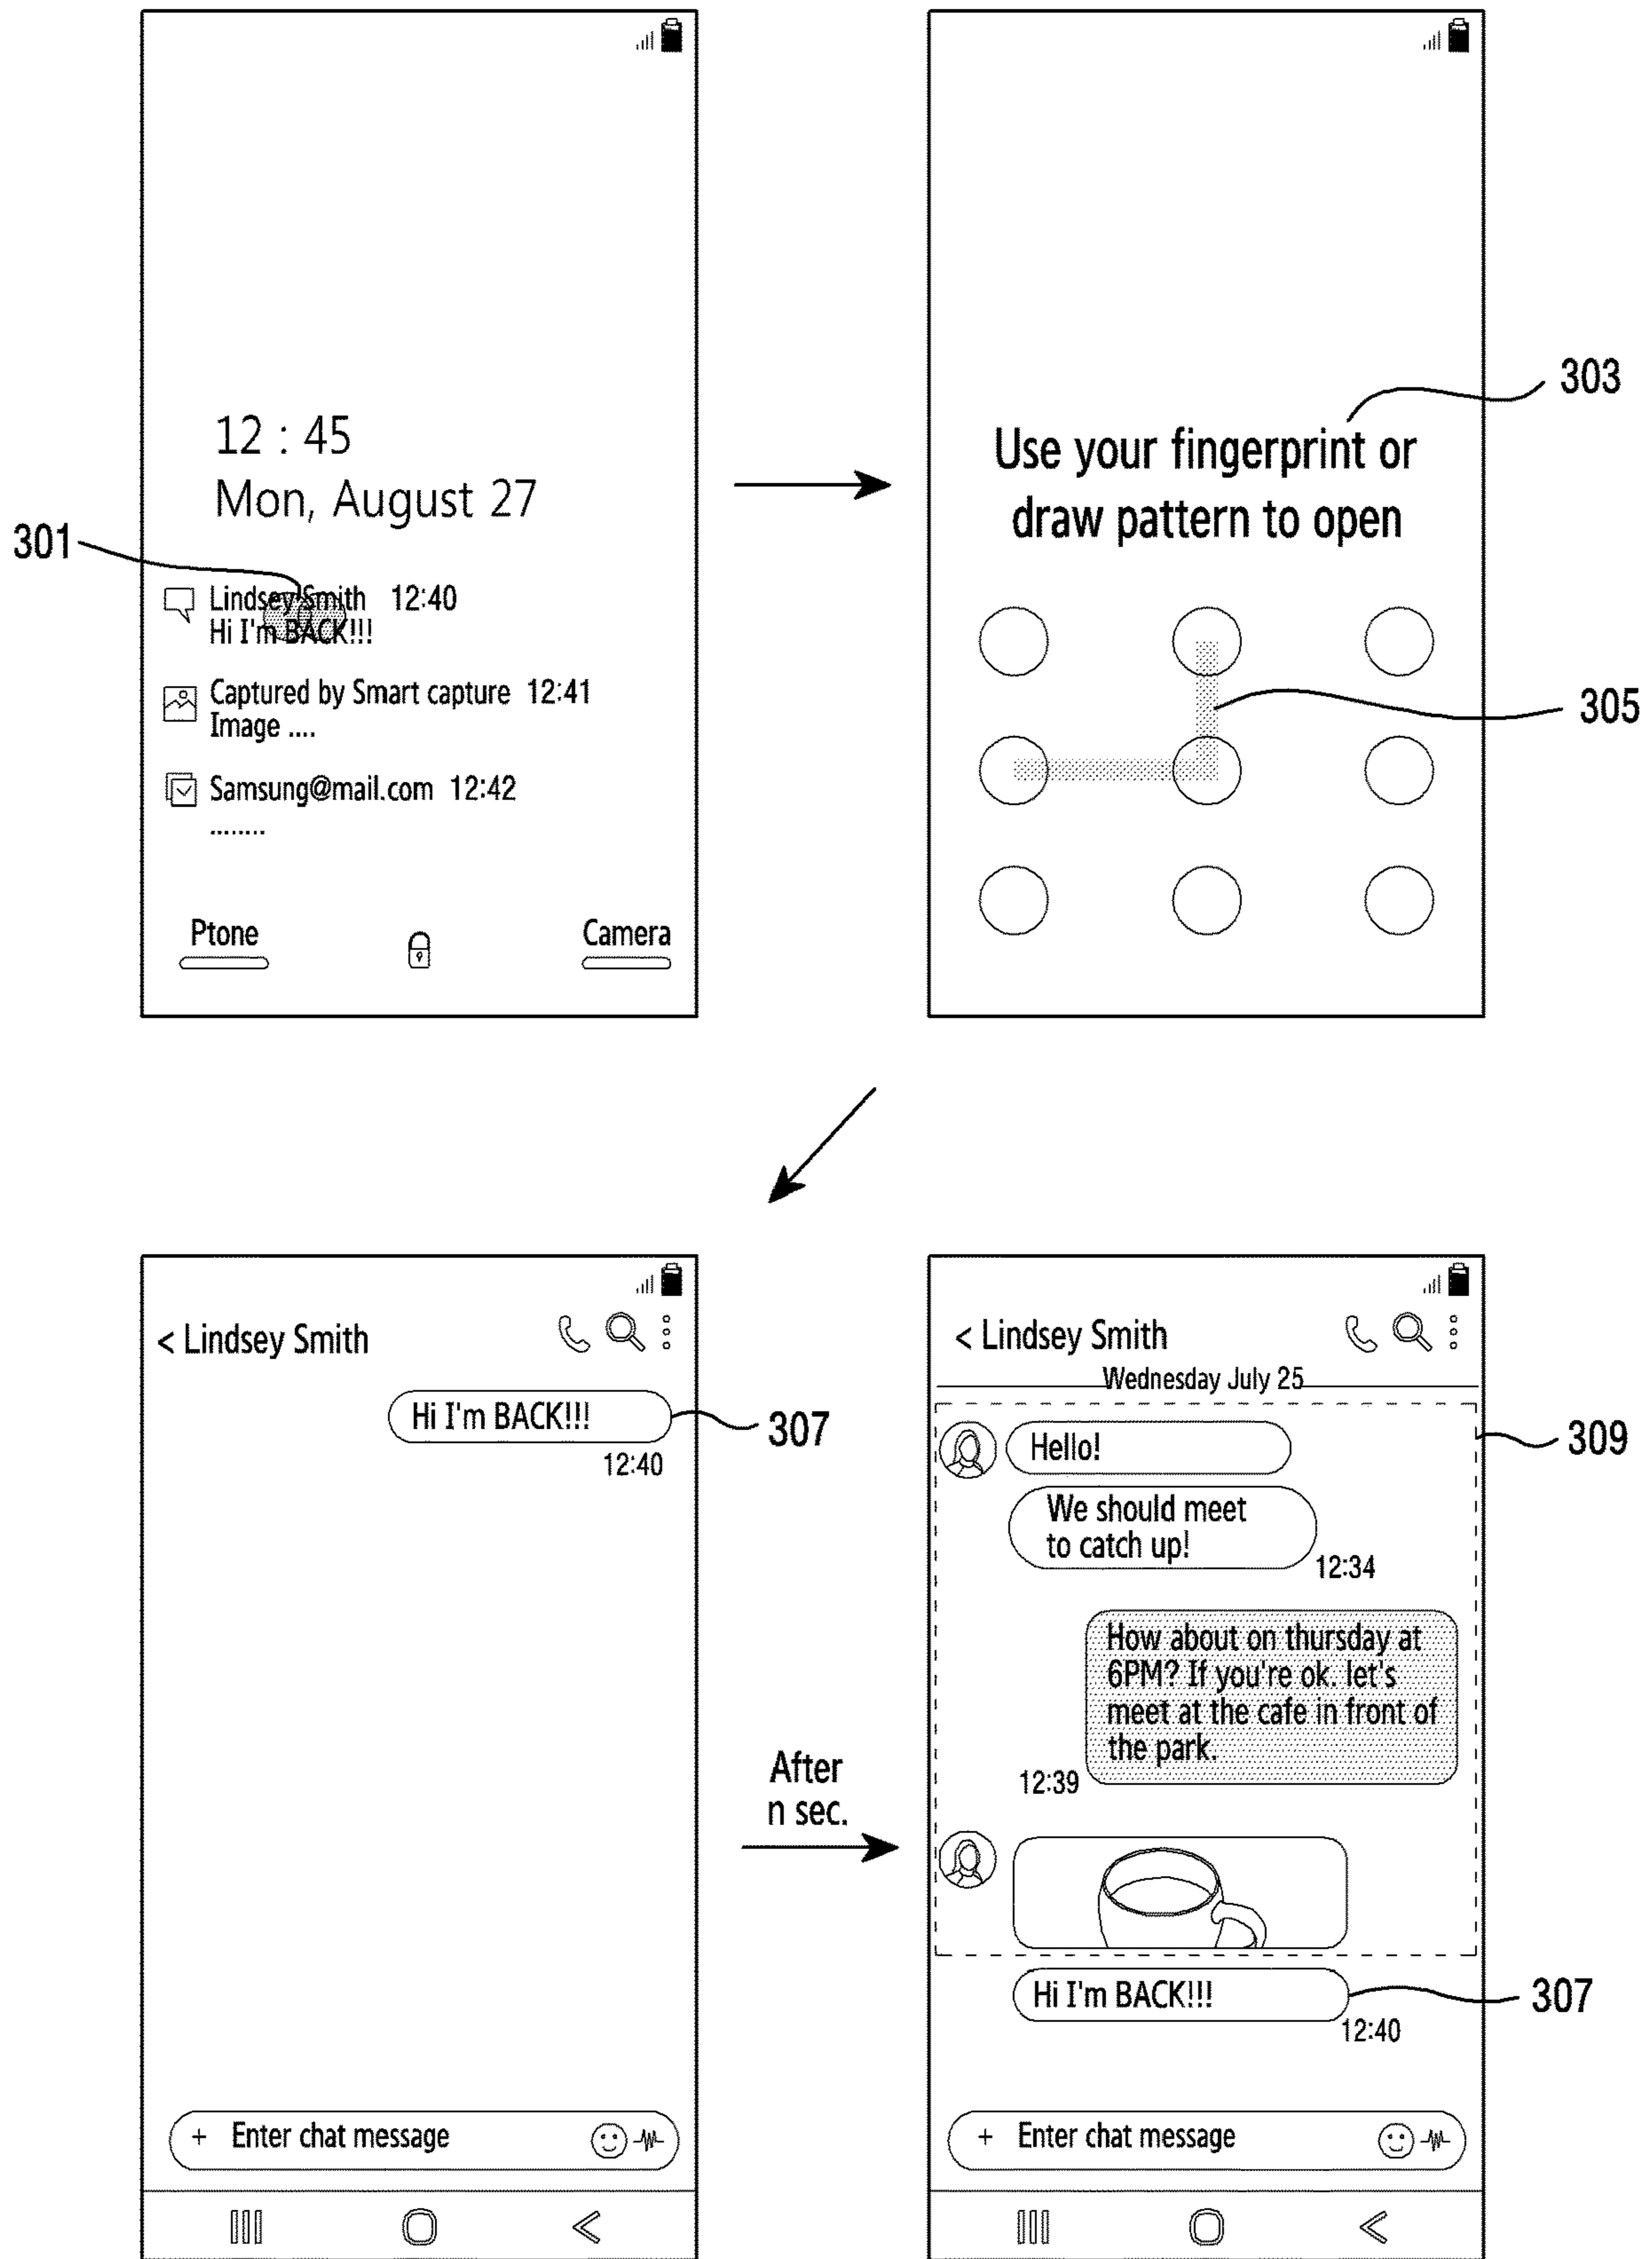 12 : 45
Mon, August 27
301
Lindsey Smith 12:40
Hi I'm BACK!!!
Captured by Smart capture 12:41
Image ....
Samsung@mail.com 12:42
........
Ptone
Camera
303
Use your fingerprint or
draw pattern to open
305
< Lindsey Smith
Hi I'm BACK!!!
307
12:40
+ Enter chat message
After
n sec.
< Lindsey Smith
Wednesday July 25
309
Hello!
We should meet
to catch up!
12:34
How about on thursday at
6PM? If you're ok. let's
meet at the cafe in front of
the park.
12:39
Hi I'm BACK!!!
307
12:40
+ Enter chat message